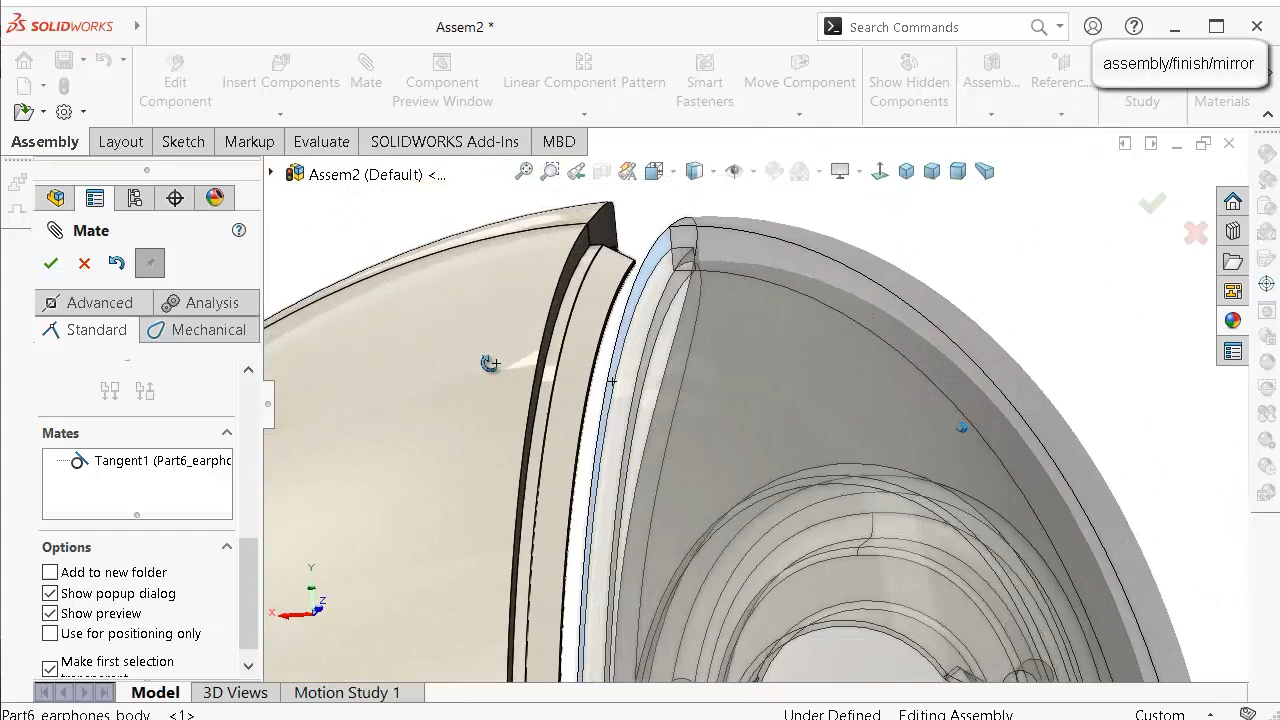 SOLIDWORKS
Assem2 *
Search Commands
assembly/finish/mirror
Edit
Component
Insert Components
Mate
Component
Preview Window
Linear Component Pattern
Smart
Fasteners
Move Component
Show Hidden
Components
Assemb...
Referenc...
Study
Materials
Assembly
Layout
Sketch
Markup
Evaluate
SOLIDWORKS Add-Ins
MBD
Assem2 (Default) <...
Mate
Advanced
Analysis
Standard
Mechanical
Mates
Tangent1 (Part6_earpho
Options
Add to new folder
Show popup dialog
Show preview
Use for positioning only
Make first selection
Y
X
Z
Model
3D Views
Motion Study 1
Part6_earphones_body <1>
Under Defined
Editing Assembly
Custom